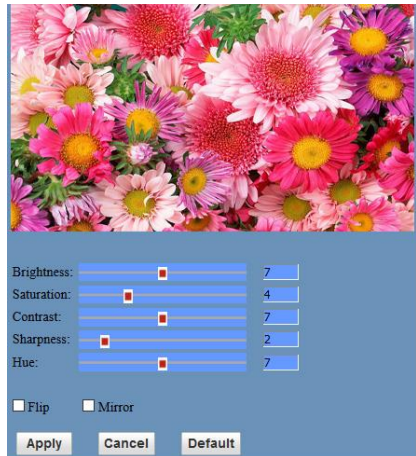 Brightness: 7
Saturation: 4
Contrast: 7
Sharpness: 2
Hue: 7
Flip Mirror
Apply Cancel Default